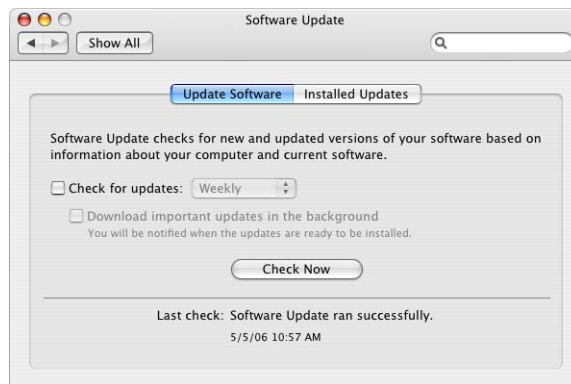 Software Update
Show All
Update Software Installed Updates
Software Update checks for new and updated versions of your software based on
information about your computer and current software.
Check for updates: Weekly
Download important updates in the background
You will be notified when the updates are ready to be installed.
Check Now
Last check: Software Update ran successfully.
5/5/06 10:57 AM